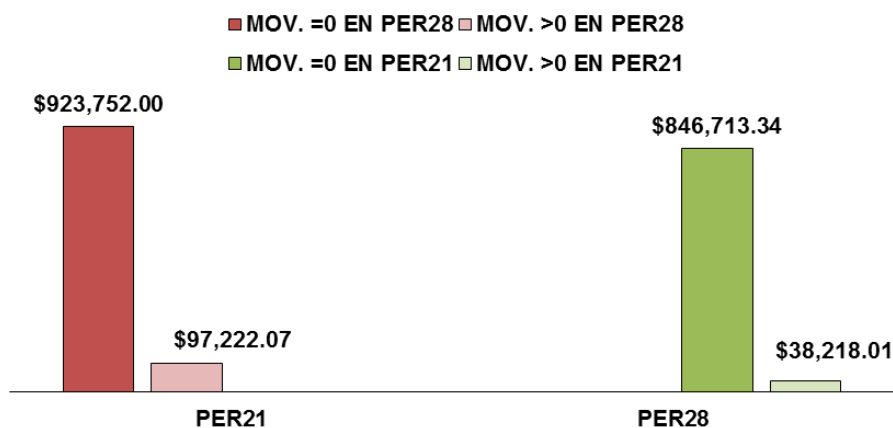 MOV. =0 EN PER28 MOV. >0 EN PER28
MOV. =0 EN PER21 MOV. >0 EN PER21
$923,752.00
$846,713.34
$97,222.07
$38,218.01
PER21 PER28